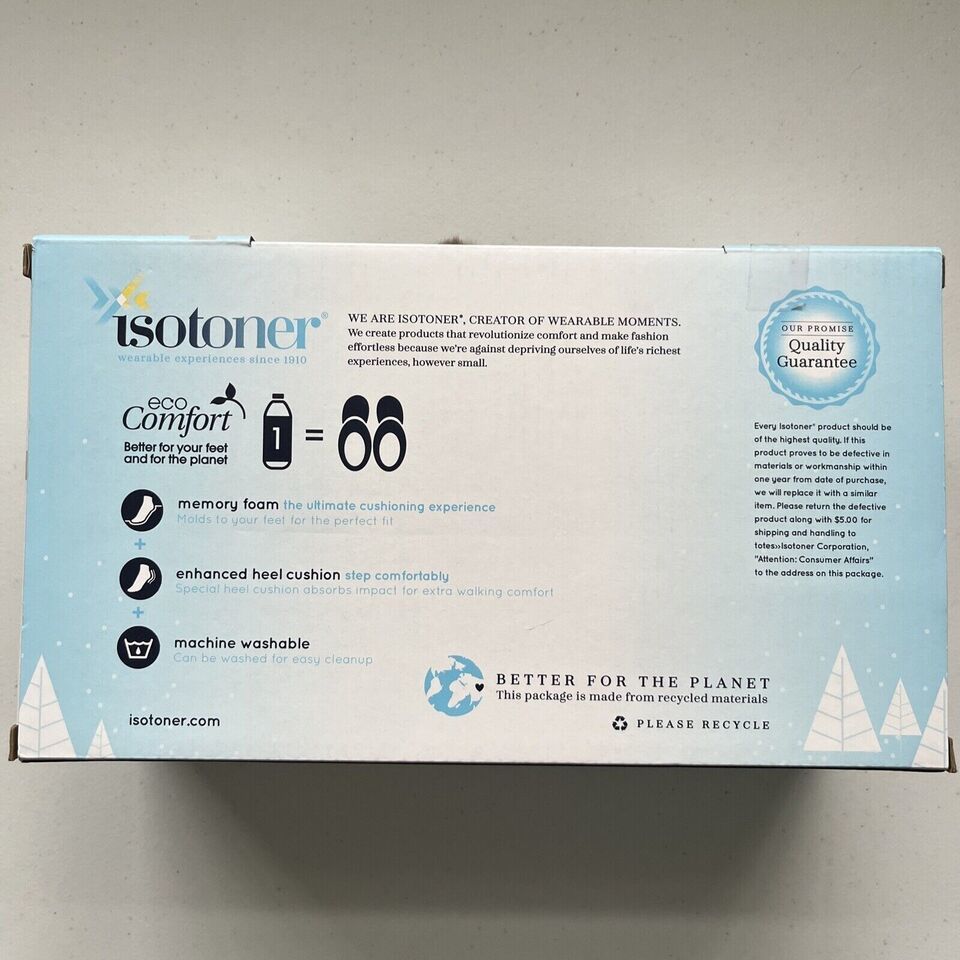 isotoner®
wearable experiences since 1910
WE ARE ISOTONER®, CREATOR OF WEARABLE MOMENTS.
We create products that revolutionize comfort and make fashion
effortless because we're against depriving ourselves of life's richest
experiences, however small.
eco
Comfort
Better for your feet
and for the planet
1 =
memory foam the ultimate cushioning experience
Molds to your feet for the perfect fit
+
enhanced heel cushion step comfortably
Special heel cushion absorbs impact for extra walking comfort
+
machine washable
Can be washed for easy cleanup
isotoner.com
BETTER FOR THE PLANET
This package is made from recycled materials
PLEASE RECYCLE
OUR PROMISE
Quality
Guarantee
Every Isotoner® product should be
of the highest quality. If this
product proves to be defective in
materials or workmanship within
one year from date of purchase,
we will replace it with a similar
item. Please return the defective
product along with $5.00 for
shipping and handling to
totes»Isotoner Corporation,
"Attention: Consumer Affairs"
to the address on this package.